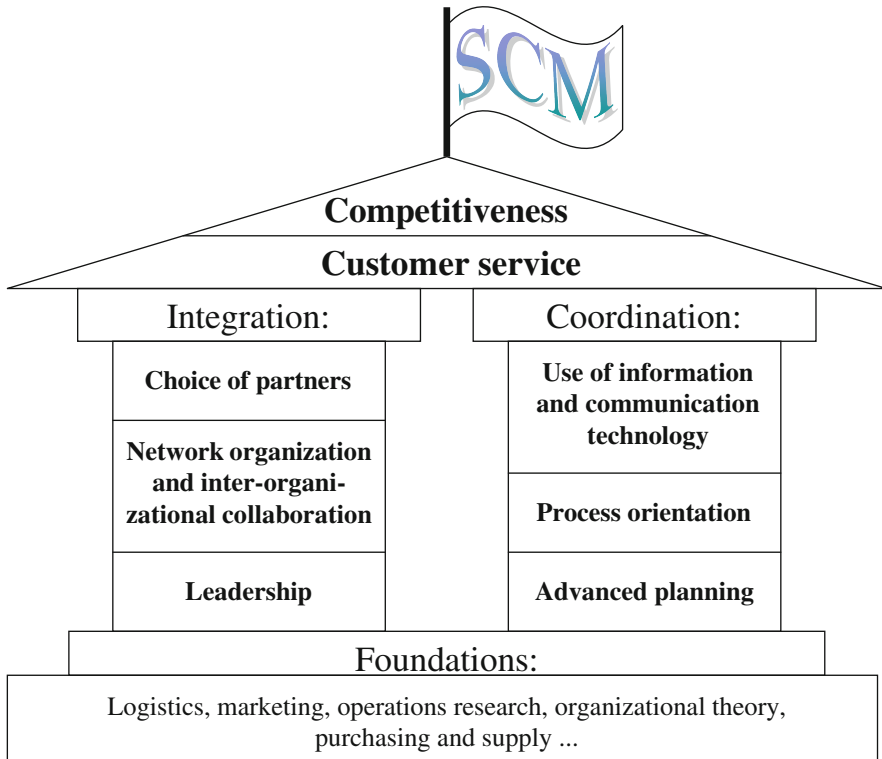 SCM
Competitiveness
Customer service
Integration:
Choice of partners
Network organization
and inter-organi-
zational collaboration
Leadership
Coordination:
Use of information
and communication
technology
Process orientation
Advanced planning
Foundations:
Logistics, marketing, operations research, organizational theory,
purchasing and supply ...